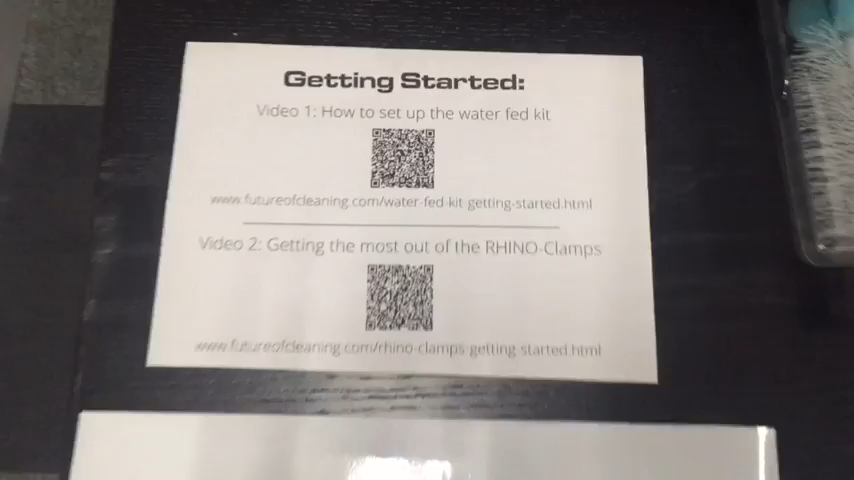 Getting Started:
Video 1: How to set up the water fed kit
www.futureofcleaning.com/water-fed-kit-getting-started.html
Video 2: Getting the most out of the RHINO-Clamps
www.futureofcleaning.com/rhino-clamps-getting-started.html